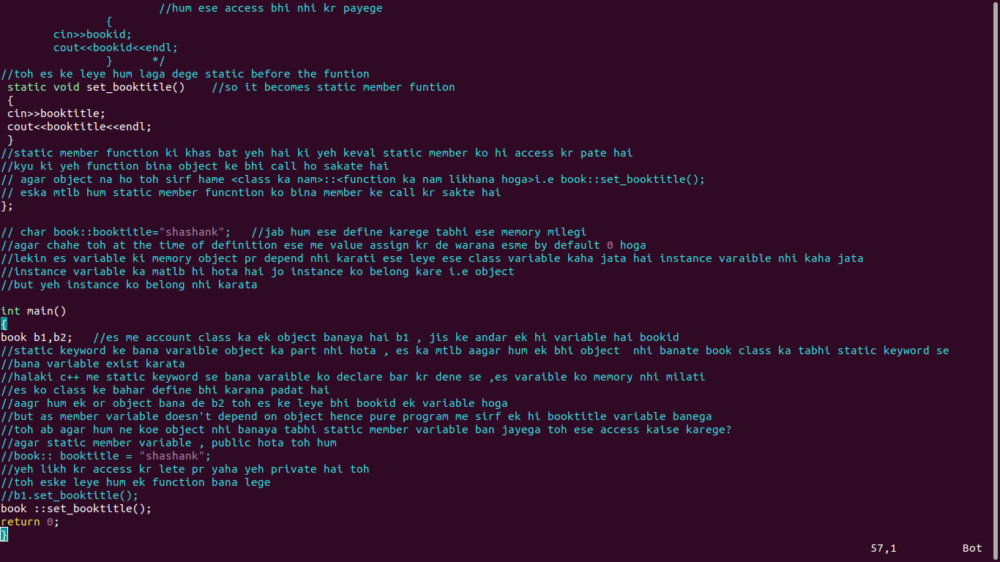 //hum ese access bhi nhi kr payege
{
cin>>bookid;
cout<<bookid<<endl;
} */
//toh es ke leye hum laga dege static before the funtion
static void set_booktitle() //so it becomes static member funtion
{
cin>>booktitle;
cout<<booktitle<<endl;
}
//static member function ki khas bat yeh hai ki yeh keval static member ko hi access kr pate hai
//kyu ki yeh function bina object ke bhi call ho sakate hai
// agar object na ho toh sirf hame <class ka nam>::<function ka nam likhana hoga>i.e book::set_booktitle();
// eska mtlb hum static member funcntion ko bina member ke call kr sakte hai
};
// char book::booktitle="shashank"; //jab hum ese define karege tabhi ese memory milegi
//agar chahe toh at the time of definition ese me value assign kr de warana esme by default 0 hoga
//lekin es variable ki memory object pr depend nhi karati ese leye ese class variable kaha jata hai instance varaible nhi kaha jata
//instance variable ka matlb hi hota hai jo instance ko belong kare i.e object
//but yeh instance ko belong nhi karata
int main()
{
book b1,b2; //es me account class ka ek object banaya hai b1 , jis ke andar ek hi variable hai bookid
//static keyword ke bana varaible object ka part nhi hota , es ka mtlb aagar hum ek bhi object  nhi banate book class ka tabhi static keyword se
//bana variable exist karata
//halaki c++ me static keyword se bana varaible ko declare bar kr dene se ,es varaible ko memory nhi milati
//es ko class ke bahar define bhi karana padat hai
//aagr hum ek or object bana de b2 toh es ke leye bhi bookid ek variable hoga
//but as member variable doesn't depend on object hence pure program me sirf ek hi booktitle variable banega
//toh ab agar hum ne koe object nhi banaya tabhi static member variable ban jayega toh ese access kaise karege?
//agar static member variable , public hota toh hum
//book:: booktitle = "shashank";
//yeh likh kr access kr lete pr yaha yeh private hai toh
//toh eske leye hum ek function bana lege
//b1.set_booktitle();
book ::set_booktitle();
return 0;
}
57,1 Bot